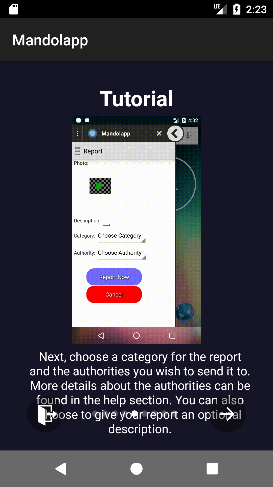 2:23
Mandolapp
Tutorial
4:32
Mandolapp
Report
Photo:
Description:
Category: Choose Category
Authority: Choose Authority
Report Now
Cancel
Next, choose a category for the report
and the authorities you wish to send it to.
More details about the authorities can be
found in the help section. You can also
choose to give your report an optional
description.